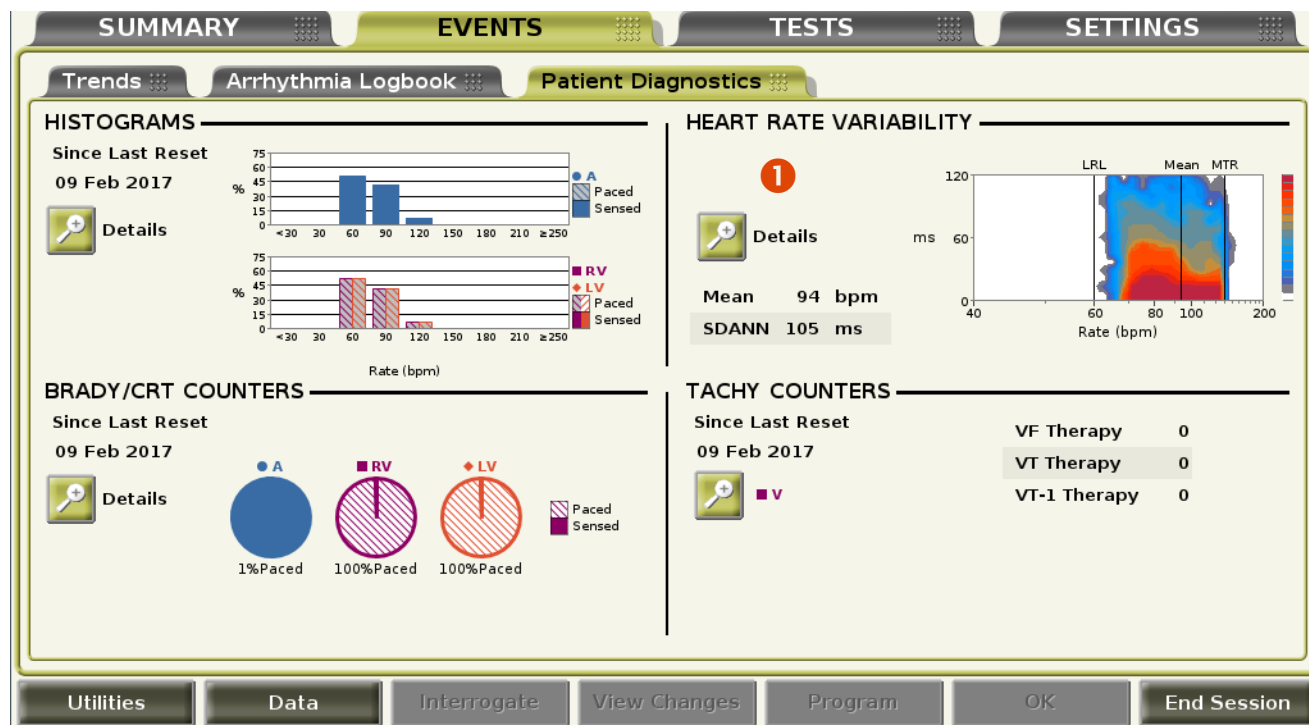 SUMMARY EVENTS TESTS SETTINGS
Trends Arrhythmia Logbook Patient Diagnostics
HISTOGRAMS
Since Last Reset
09 Feb 2017
Details
%
75
60
45
30
15
0
<30 30 60 90 120 150 180 210 ≥250
A
Paced
Sensed
%
75
60
45
30
15
0
<30 30 60 90 120 150 180 210 ≥250
RV
LV
Paced
Sensed
Rate (bpm)
HEART RATE VARIABILITY
1
Details
Mean 94 bpm
SDANN 105 ms
LRL Mean MTR
120
ms 60
0
40 60 80 100 200
Rate (bpm)
BRADY/CRT COUNTERS
Since Last Reset
09 Feb 2017
Details
A RV LV
Paced
Sensed
1%Paced 100%Paced 100%Paced
TACHY COUNTERS
Since Last Reset
09 Feb 2017
V
VF Therapy 0
VT Therapy 0
VT-1 Therapy 0
Utilities Data Interrogate View Changes Program OK End Session